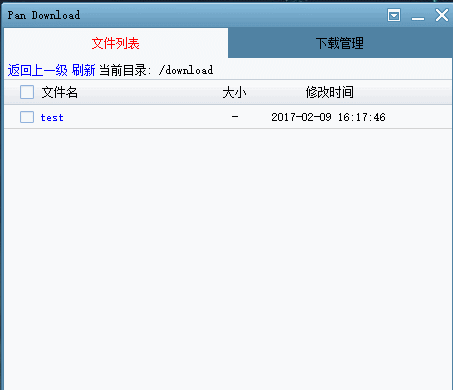 Pan Download
文件列表 下载管理
返回上一级 刷新 当前目录: /download
文件名 大小 修改时间
test - 2017-02-09 16:17:46